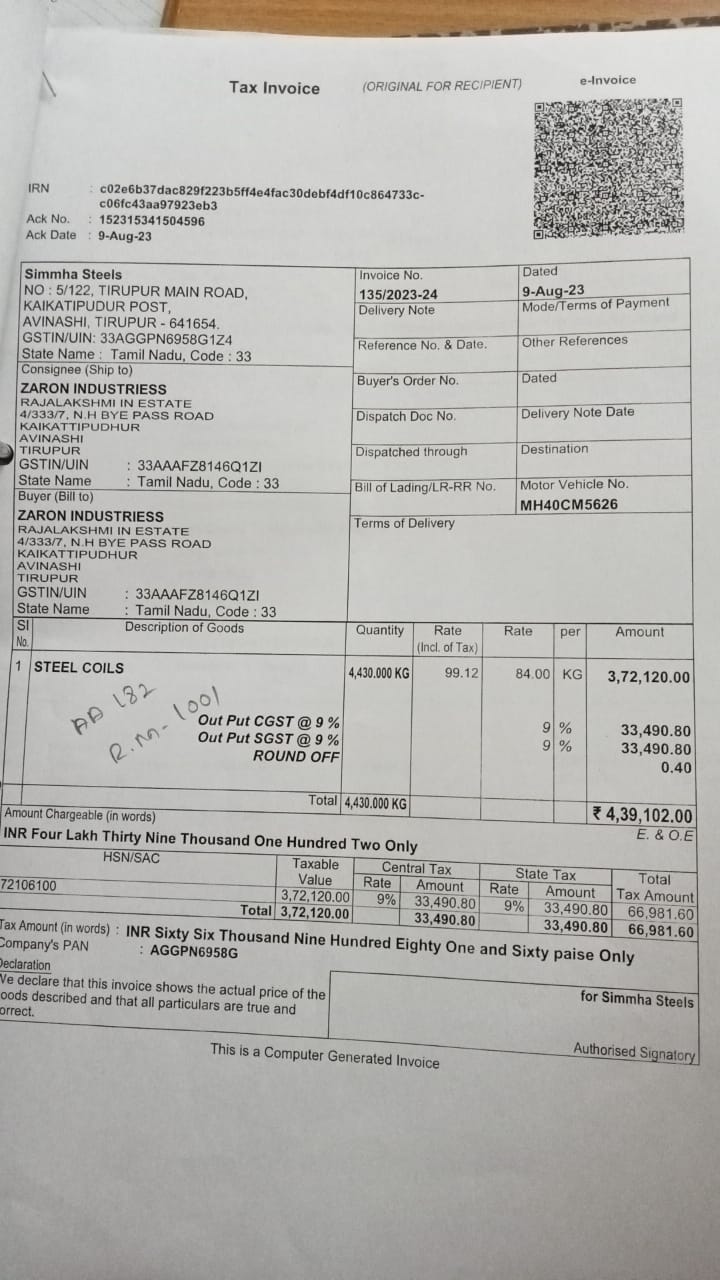 Tax Invoice
(ORIGINAL FOR RECIPIENT)
e-Invoice
IRN : c02e6b37dac829f223b5ff4e4fac30debf4df10c864733c-
c06fc43aa97923eb3
Ack No. : 152315341504596
Ack Date : 9-Aug-23
Simmha Steels
NO : 5/122, TIRUPUR MAIN ROAD,
KAIKATIPUDUR POST,
AVINASHI, TIRUPUR - 641654.
GSTIN/UIN: 33AGGPN6958G1Z4
State Name : Tamil Nadu, Code : 33
Invoice No.
135/2023-24
Dated
9-Aug-23
Delivery Note
Mode/Terms of Payment
Reference No. & Date.
Other References
Consignee (Ship to)
ZARON INDUSTRIESS
RAJALAKSHMI IN ESTATE
4/333/7, N.H BYE PASS ROAD
KAIKATTIPUDHUR
AVINASHI
TIRUPUR
GSTIN/UIN : 33AAAFZ8146Q1ZI
State Name : Tamil Nadu, Code : 33
Buyer's Order No.
Dated
Dispatch Doc No.
Delivery Note Date
Dispatched through
Destination
Bill of Lading/LR-RR No.
Motor Vehicle No.
MH40CM5626
Buyer (Bill to)
ZARON INDUSTRIESS
RAJALAKSHMI IN ESTATE
4/333/7, N.H BYE PASS ROAD
KAIKATTIPUDHUR
AVINASHI
TIRUPUR
GSTIN/UIN : 33AAAFZ8146Q1ZI
State Name : Tamil Nadu, Code : 33
Terms of Delivery
Sl No. Description of Goods Quantity Rate (Incl. of Tax) Rate per Amount
1 STEEL COILS 4,430.000 KG 99.12 84.00 KG 3,72,120.00
AA 182
R.M-1001
Out Put CGST @ 9 % 9 % 33,490.80
Out Put SGST @ 9 % 9 % 33,490.80
ROUND OFF 0.40
Total 4,430.000 KG ₹ 4,39,102.00
Amount Chargeable (in words) E. & O.E
INR Four Lakh Thirty Nine Thousand One Hundred Two Only
HSN/SAC Taxable Value Central Tax State Tax Total Tax Amount
Rate Amount Rate Amount
72106100 3,72,120.00 9% 33,490.80 9% 33,490.80 66,981.60
Total 3,72,120.00 33,490.80 33,490.80 66,981.60
Tax Amount (in words) : INR Sixty Six Thousand Nine Hundred Eighty One and Sixty paise Only
Company's PAN : AGGPN6958G
Declaration
We declare that this invoice shows the actual price of the
goods described and that all particulars are true and
correct.
for Simmha Steels
Authorised Signatory
This is a Computer Generated Invoice